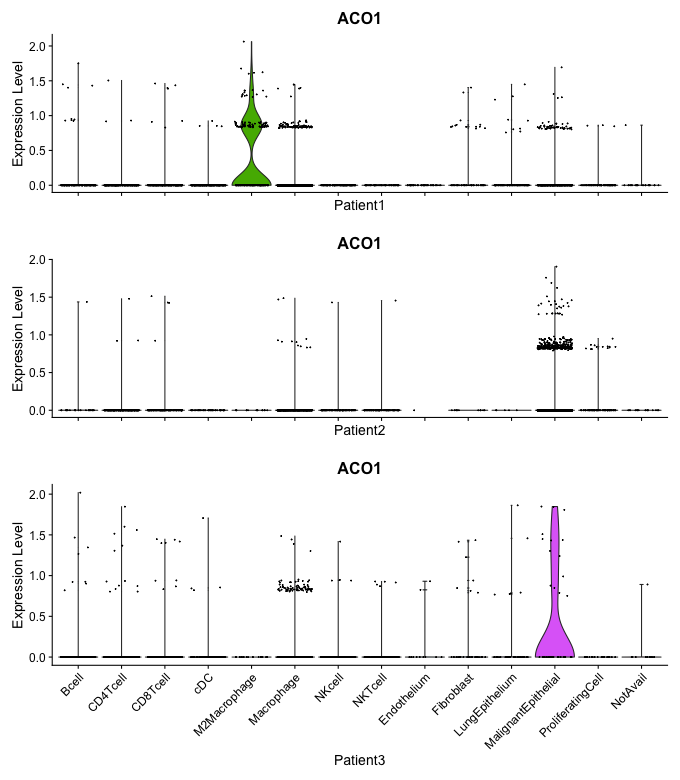 ACO1
Expression Level
2.0
1.5
1.0
0.5
0.0
Patient1
ACO1
Expression Level
2.0
1.5
1.0
0.5
0.0
Patient2
ACO1
Expression Level
2.0
1.5
1.0
0.5
0.0
Bcell
CD4Tcell
CD8Tcell
cDC
M2Macrophage
Macrophage
NKcell
NKTcell
Endothelium
Fibroblast
LungEpithelium
MalignantEpithelial
ProliferatingCell
NotAvail
Patient3